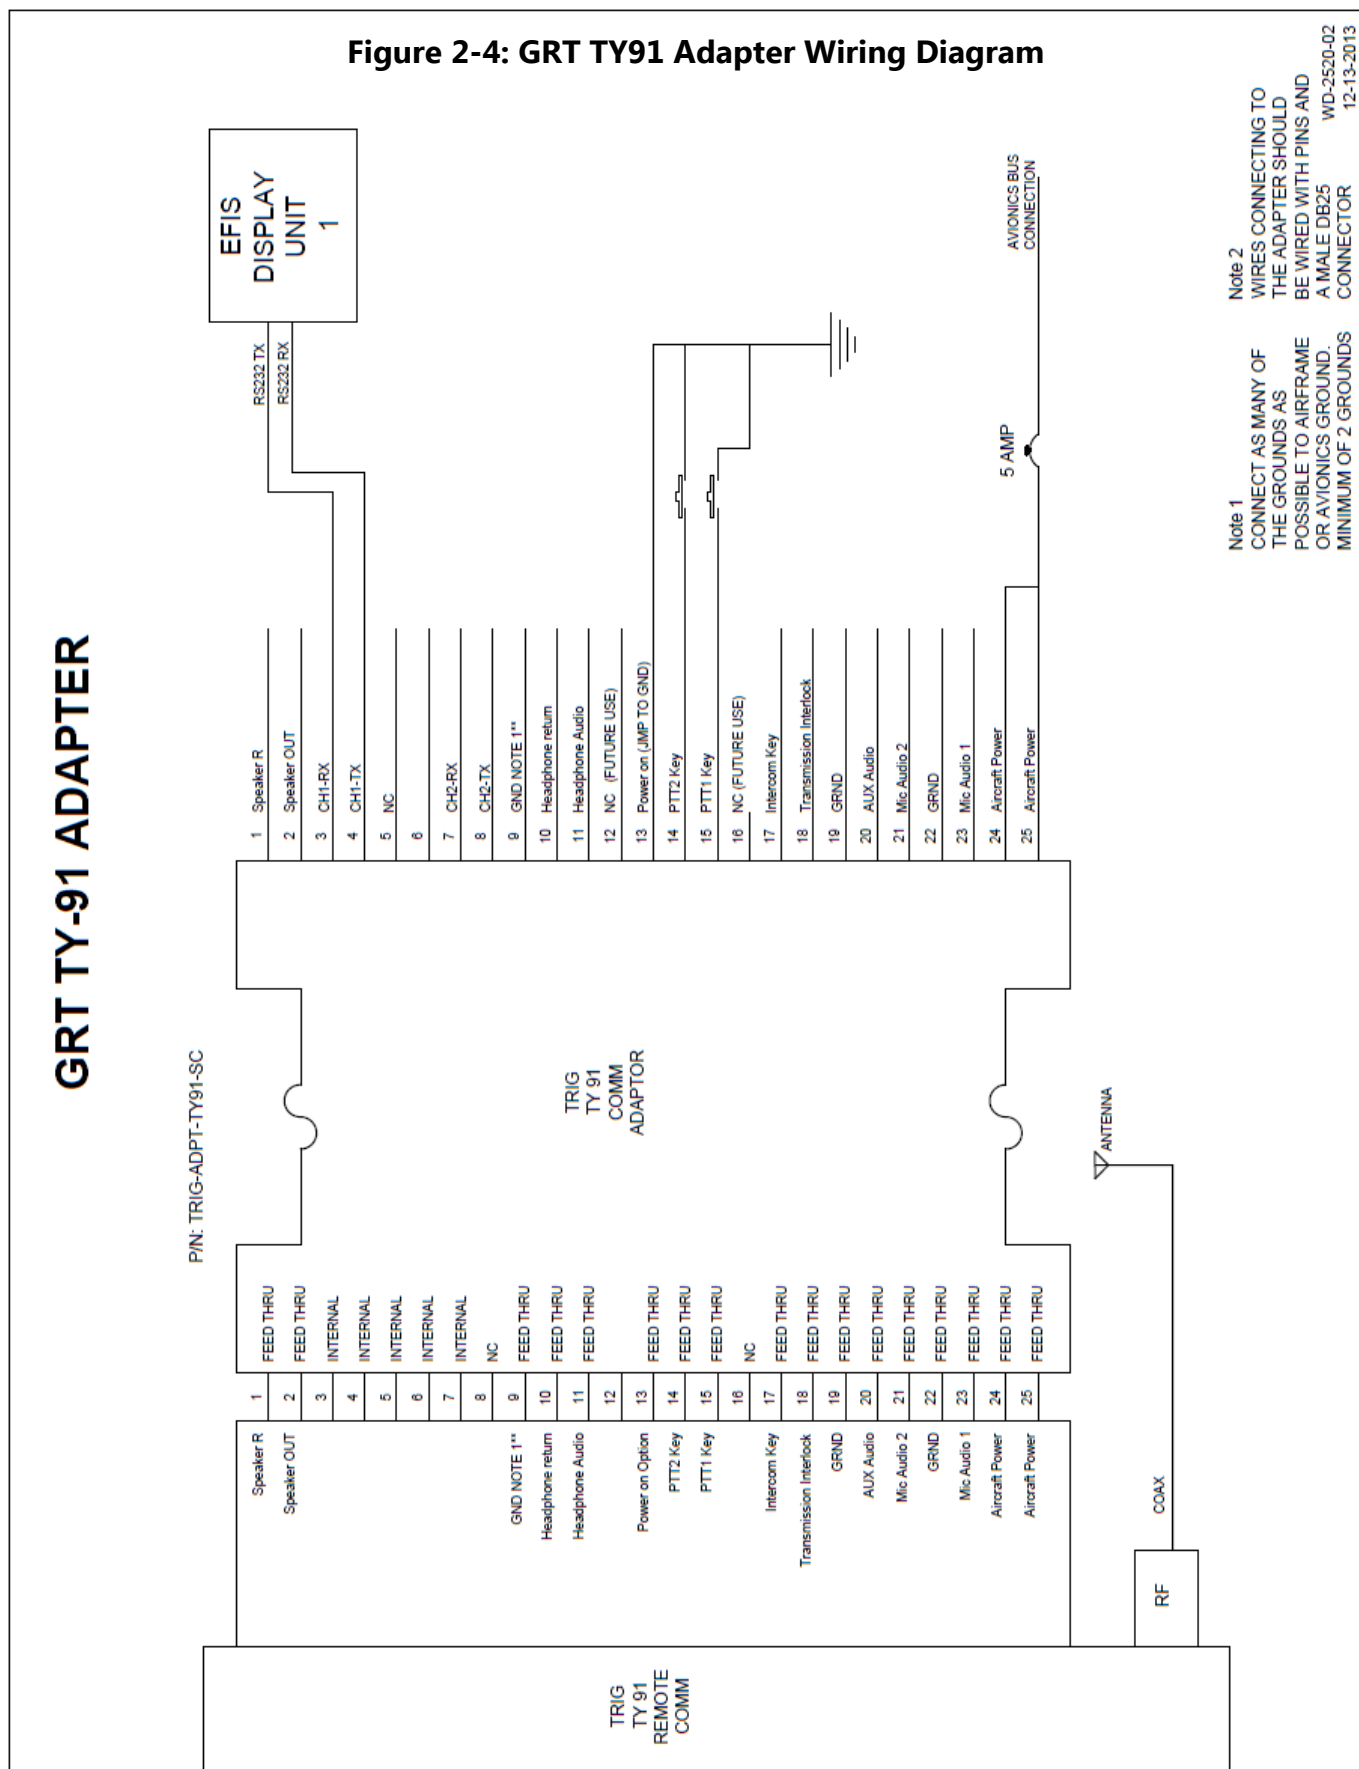 Figure 2-4: GRT TY91 Adapter Wiring Diagram
GRT TY-91 ADAPTER
P/N: TRIG-ADPT-TY91-SC
TRIG
TY 91
REMOTE
COMM
Speaker R
Speaker OUT
GND NOTE 1**
Headphone return
Headphone Audio
Power on Option
PTT2 Key
PTT1 Key
Intercom Key
Transmission Interlock
GRND
AUX Audio
Mic Audio 2
GRND
Mic Audio 1
Aircraft Power
Aircraft Power
1
2
3
4
5
6
7
8
9
10
11
12
13
14
15
16
17
18
19
20
21
22
23
24
25
FEED THRU
FEED THRU
INTERNAL
INTERNAL
INTERNAL
INTERNAL
INTERNAL
NC
FEED THRU
FEED THRU
FEED THRU
FEED THRU
FEED THRU
FEED THRU
NC
FEED THRU
FEED THRU
FEED THRU
FEED THRU
FEED THRU
FEED THRU
FEED THRU
FEED THRU
FEED THRU
TRIG
TY 91
COMM
ADAPTOR
1 Speaker R
2 Speaker OUT
3 CH1-RX
4 CH1-TX
5 NC
6
7 CH2-RX
8 CH2-TX
9 GND NOTE 1**
10 Headphone return
11 Headphone Audio
12 NC (FUTURE USE)
13 Power on (JMP TO GND)
14 PTT2 Key
15 PTT1 Key
16 NC (FUTURE USE)
17 Intercom Key
18 Transmission Interlock
19 GRND
20 AUX Audio
21 Mic Audio 2
22 GRND
23 Mic Audio 1
24 Aircraft Power
25 Aircraft Power
RS232 TX
RS232 RX
EFIS
DISPLAY
UNIT
1
5 AMP
AVIONICS BUS
CONNECTION
RF
COAX
ANTENNA
Note 1
CONNECT AS MANY OF
THE GROUNDS AS
POSSIBLE TO AIRFRAME
OR AVIONICS GROUND.
MINIMUM OF 2 GROUNDS
Note 2
WIRES CONNECTING TO
THE ADAPTER SHOULD
BE WIRED WITH PINS AND
A MALE DB25
CONNECTOR
WD-2520-02
12-13-2013